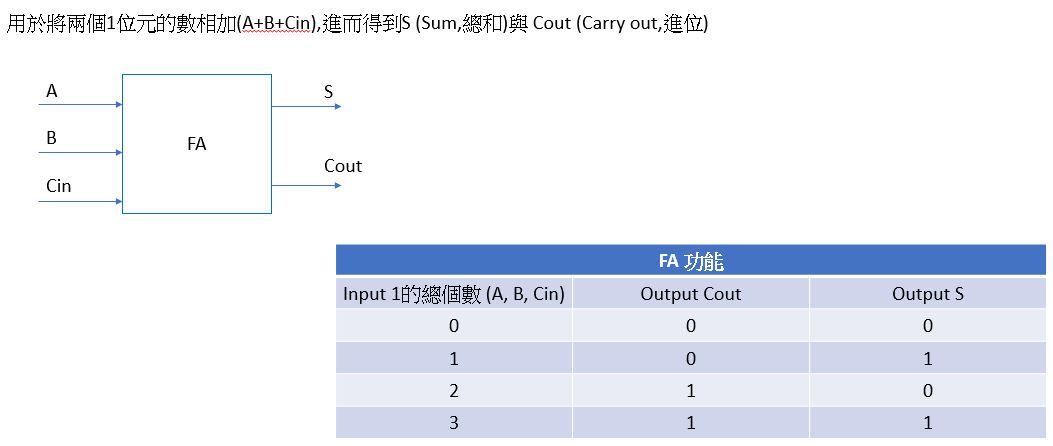 用於將兩個1位元的數相加(A+B+Cin),進而得到S (Sum,總和)與 Cout (Carry out,進位)
A
S
B
FA
Cout
Cin
FA 功能
Input 1的總個數 (A, B, Cin) Output Cout Output S
0 0 0
1 0 1
2 1 0
3 1 1